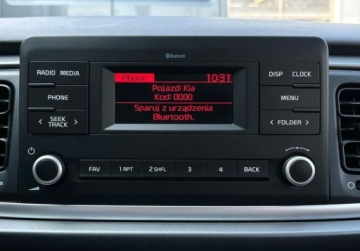 Bluetooth
Phone 10:31
Pojazd: Kia
Kod: 0000
Sparuj z urządzenia
Bluetooth.
RADIO MEDIA
PHONE
< SEEK TRACK >
DISP CLOCK
MENU
< FOLDER >
FAV 1 RPT 2 SHFL 3 4 BACK